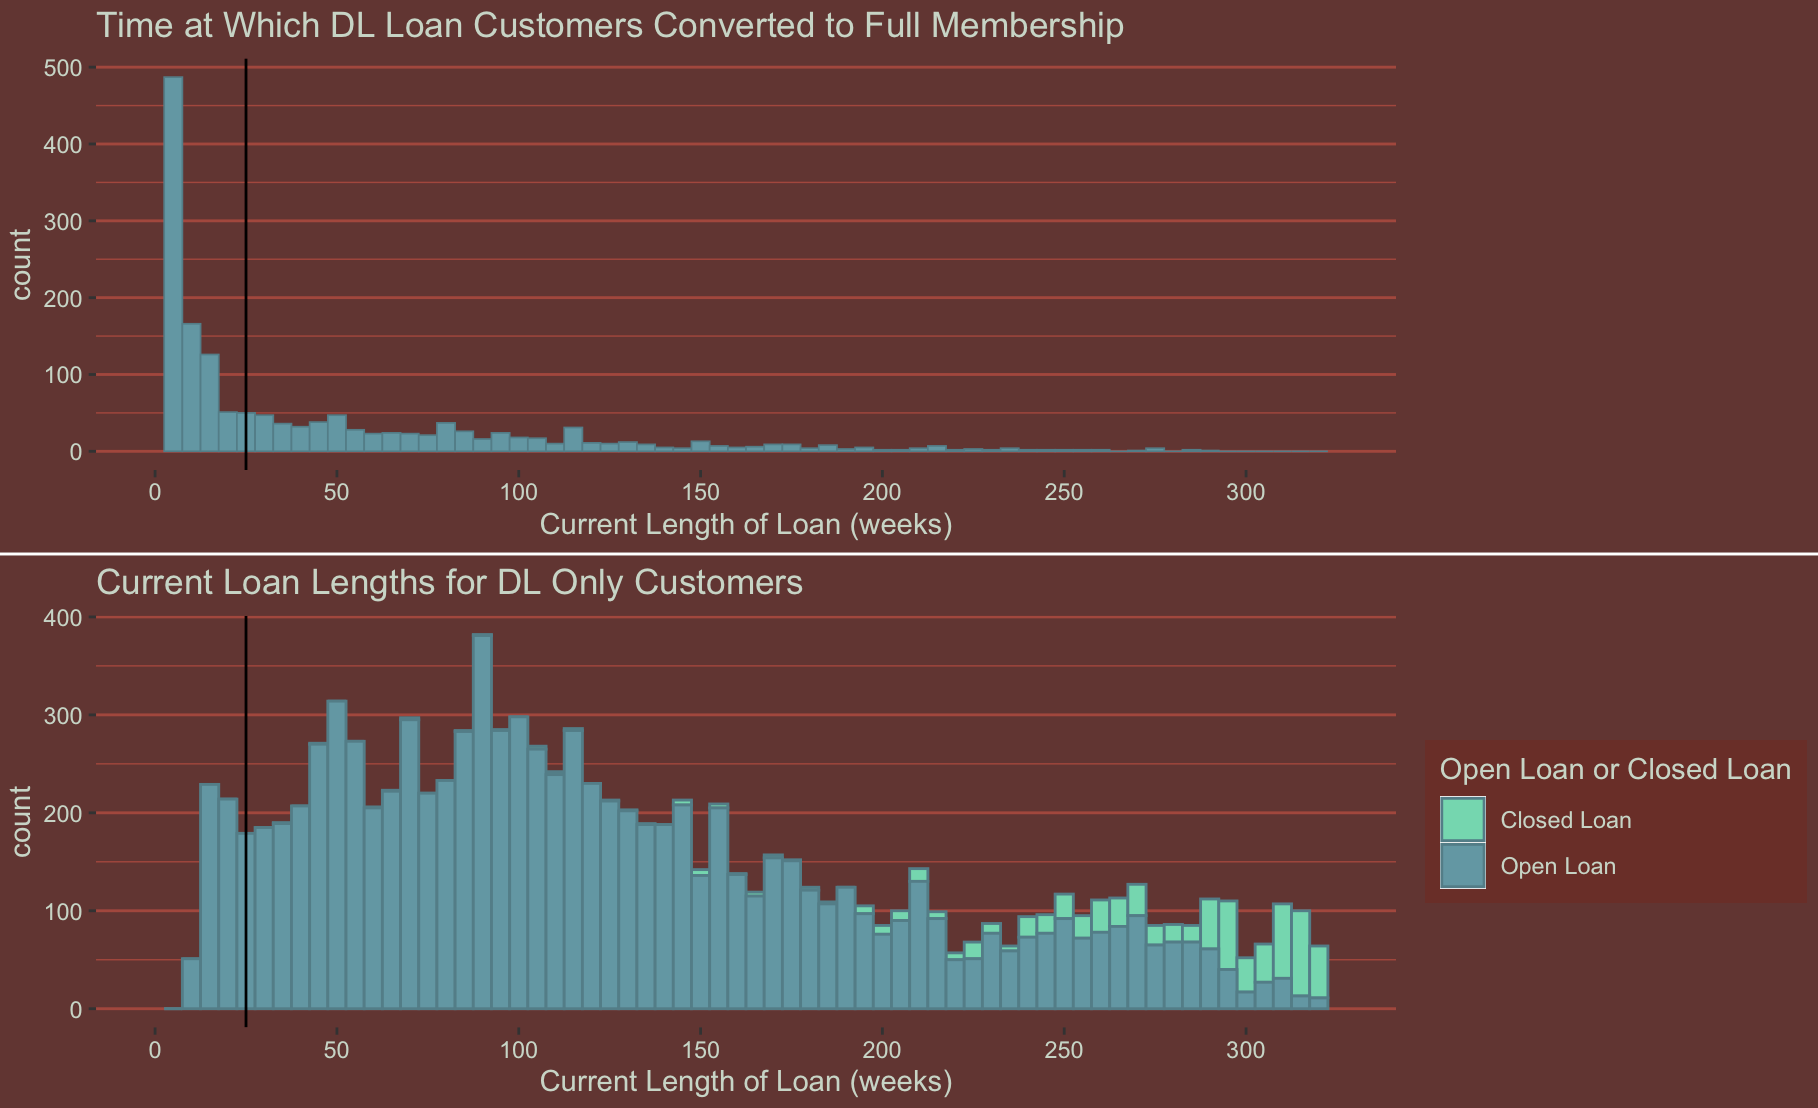 Time at Which DL Loan Customers Converted to Full Membership
500
400
300
200
100
0
count
0 50 100 150 200 250 300
Current Length of Loan (weeks)
Current Loan Lengths for DL Only Customers
400
300
200
100
0
count
0 50 100 150 200 250 300
Current Length of Loan (weeks)
Open Loan or Closed Loan
Closed Loan
Open Loan